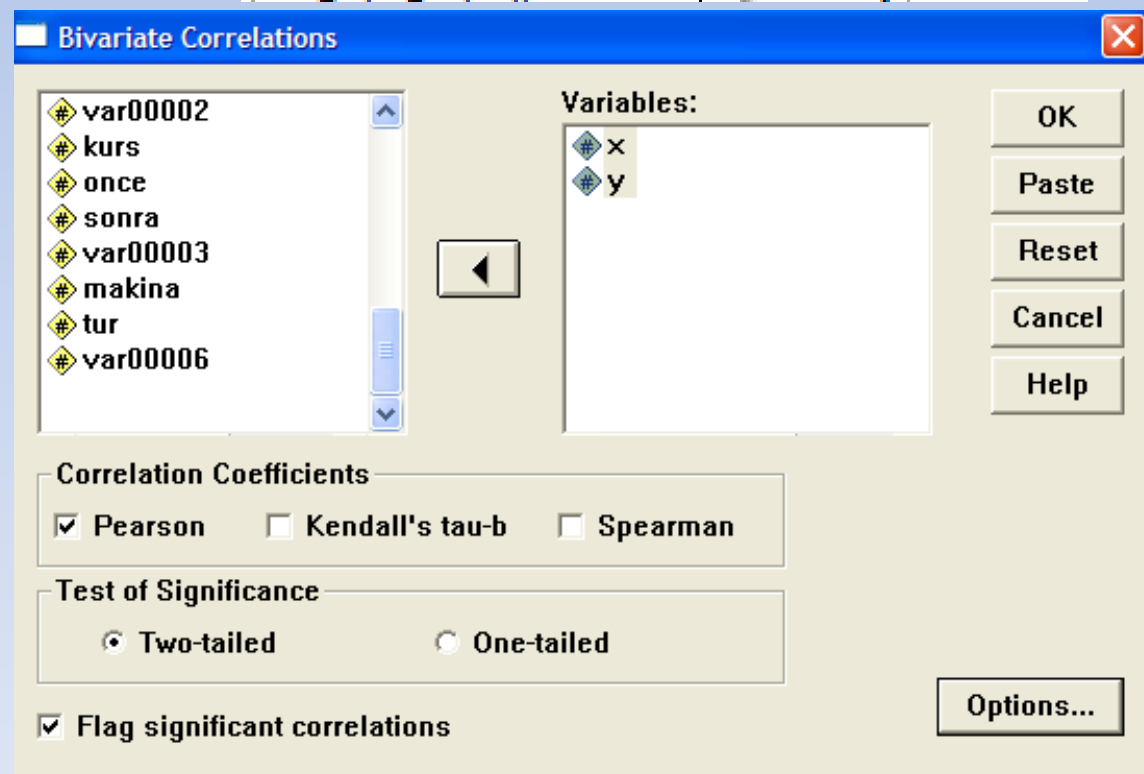 Bivariate Correlations
var00002
kurs
once
sonra
var00003
makina
tur
var00006
Variables:
x
y
OK
Paste
Reset
Cancel
Help
Correlation Coefficients
Pearson Kendall's tau-b Spearman
Test of Significance
Two-tailed One-tailed
Flag significant correlations
Options...